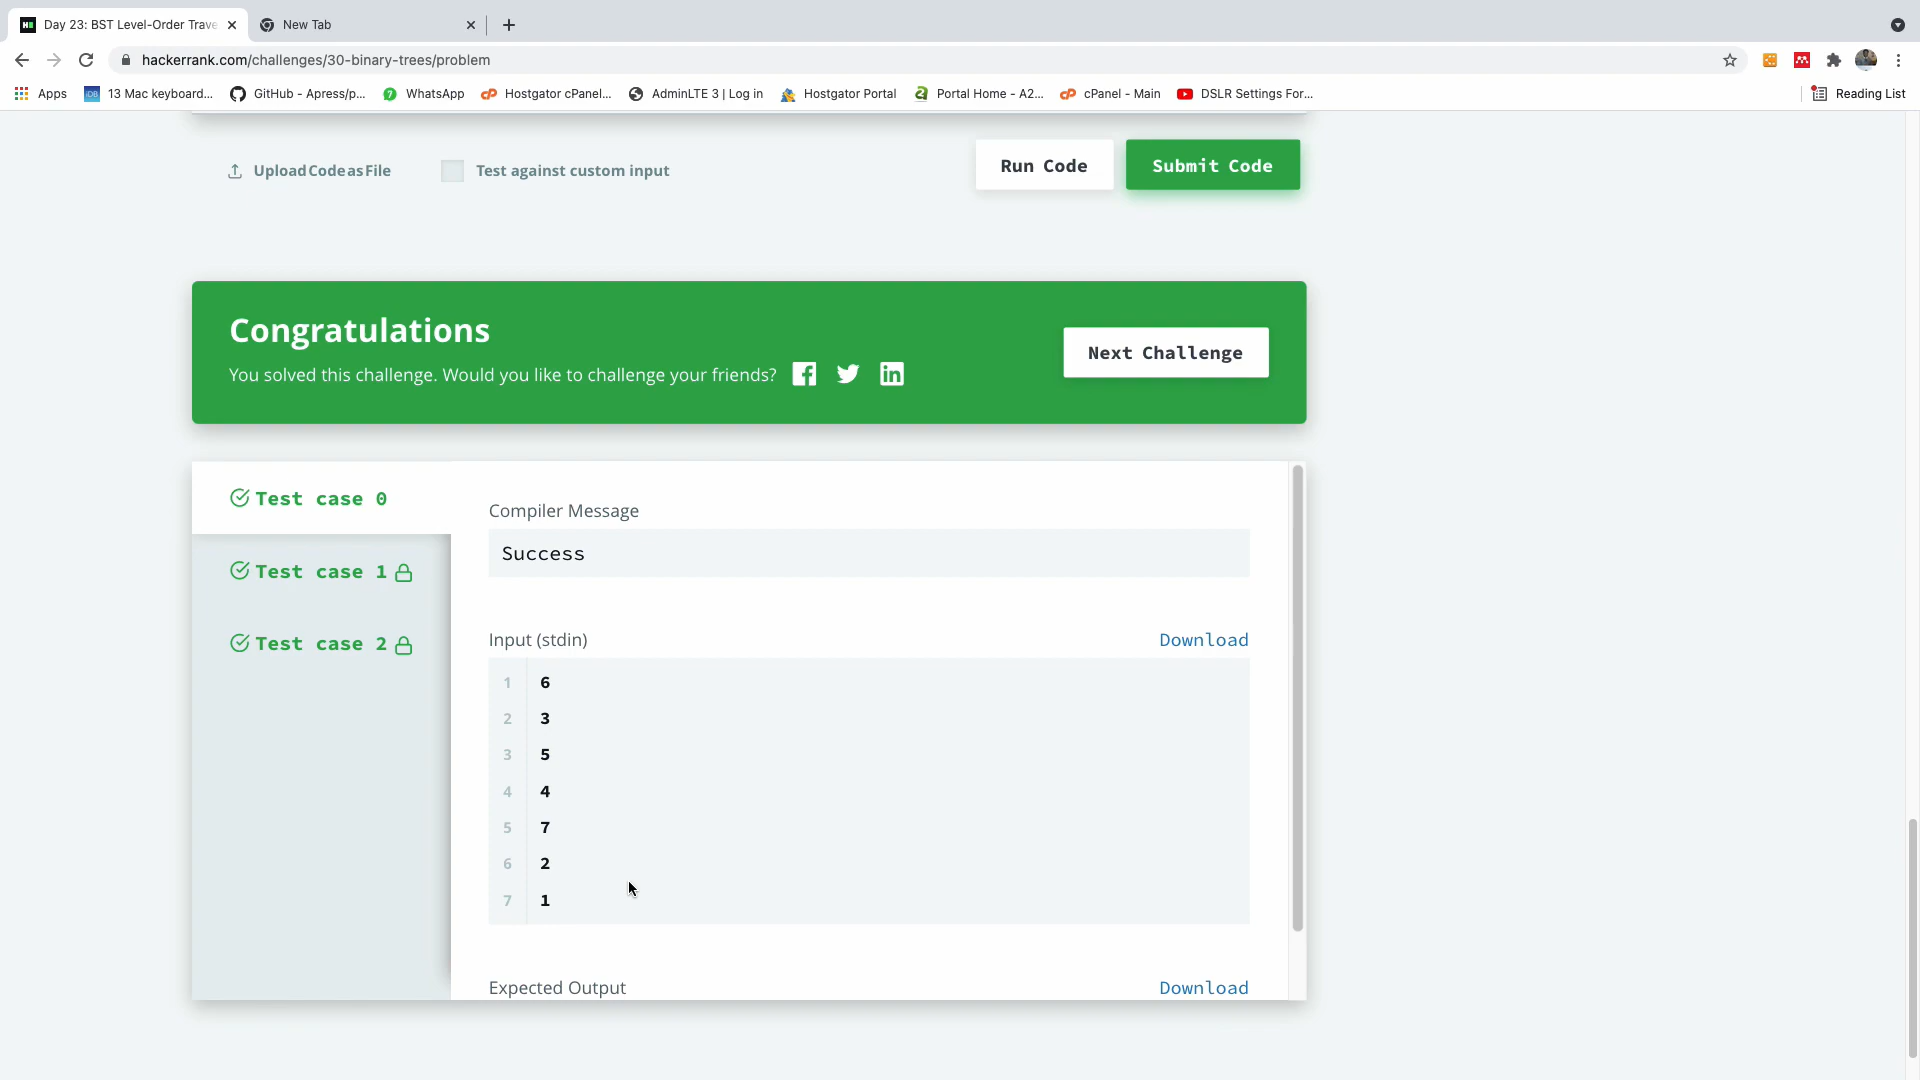 Day 23: BST Level-Order Trave
New Tab
hackerrank.com/challenges/30-binary-trees/problem
Apps
13 Mac keyboard...
GitHub - Apress/p...
WhatsApp
Hostgator cPanel...
AdminLTE 3 | Log in
Hostgator Portal
Portal Home - A2...
cPanel - Main
DSLR Settings For...
Reading List
Upload Code as File
Test against custom input
Run Code
Submit Code
Congratulations
You solved this challenge. Would you like to challenge your friends?
Next Challenge
Test case 0
Test case 1
Test case 2
Compiler Message
Success
Input (stdin)
Download
1 6
2 3
3 5
4 4
5 7
6 2
7 1
Expected Output
Download